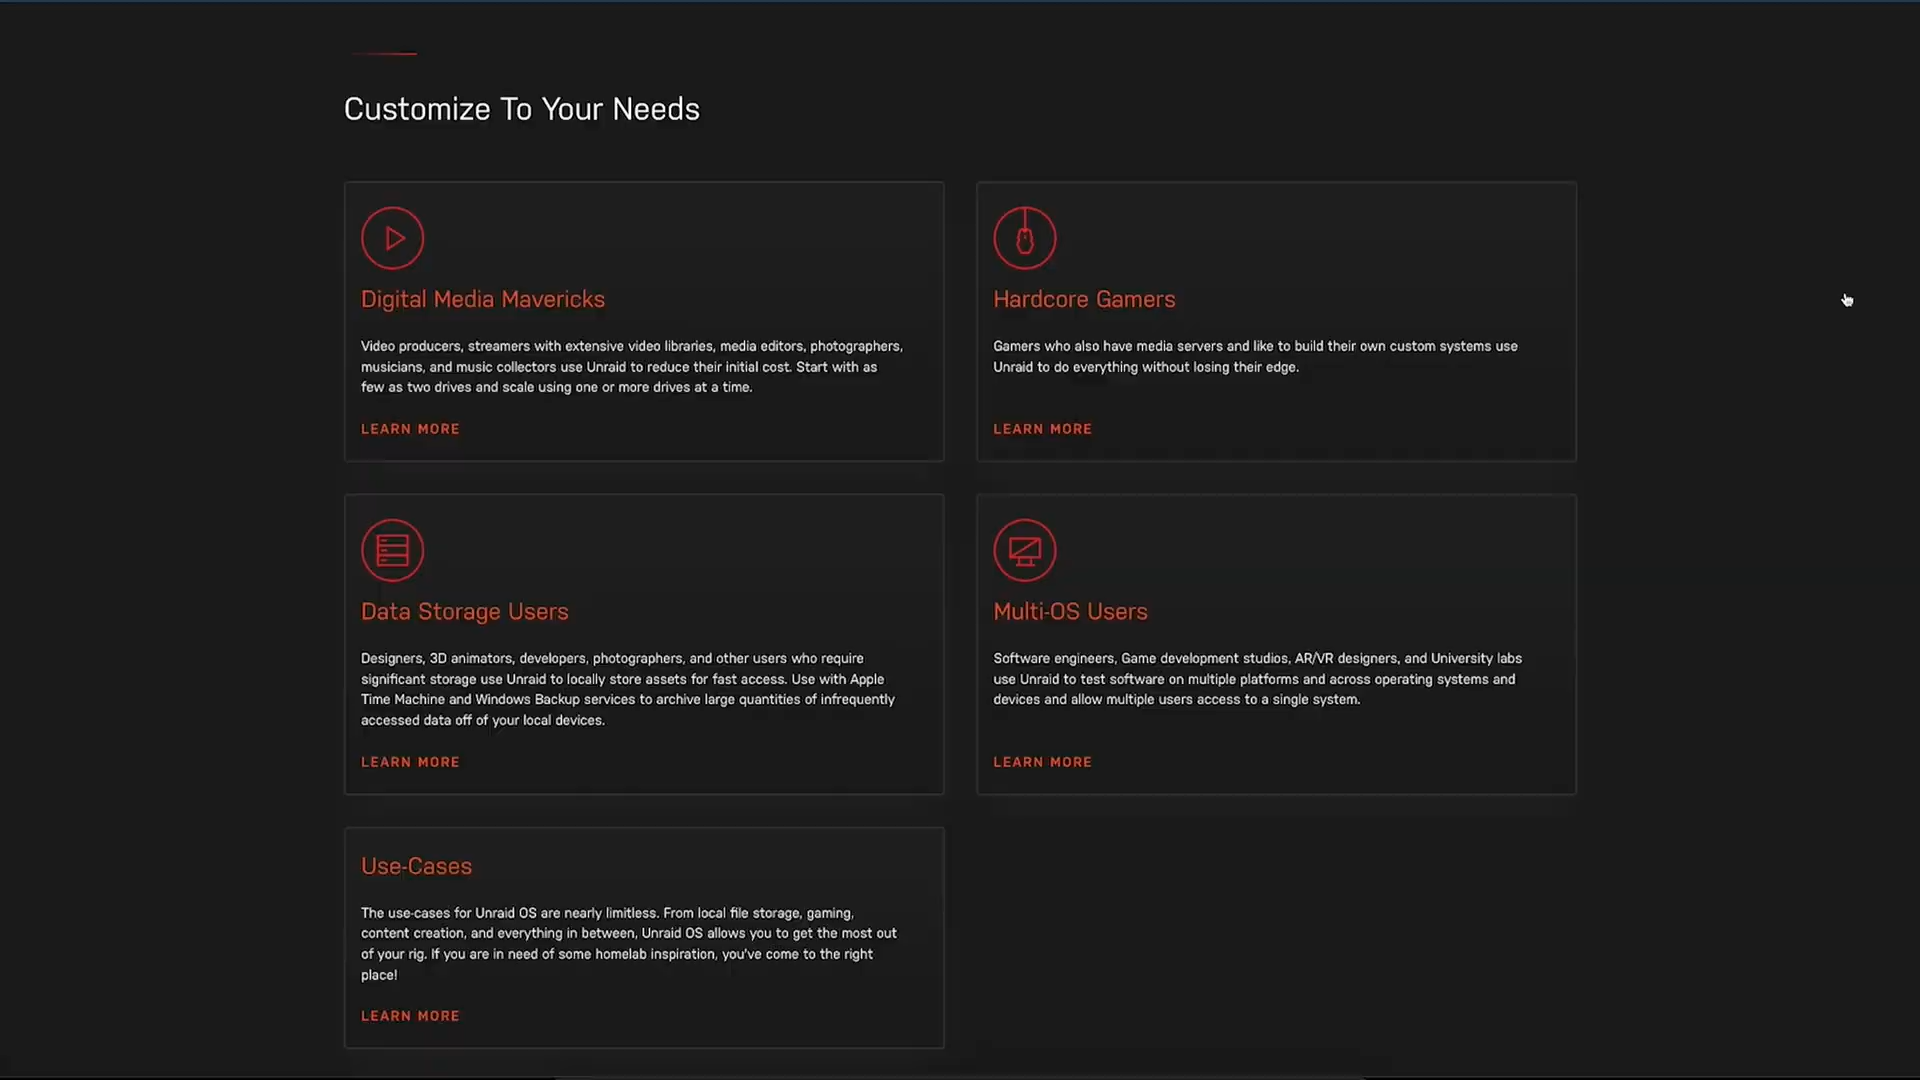 Customize To Your Needs
Digital Media Mavericks
Video producers, streamers with extensive video libraries, media editors, photographers,
musicians, and music collectors use Unraid to reduce their initial cost. Start with as
few as two drives and scale using one or more drives at a time.
LEARN MORE
Hardcore Gamers
Gamers who also have media servers and like to build their own custom systems use
Unraid to do everything without losing their edge.
LEARN MORE
Data Storage Users
Designers, 3D animators, developers, photographers, and other users who require
significant storage use Unraid to locally store assets for fast access. Use with Apple
Time Machine and Windows Backup services to archive large quantities of infrequently
accessed data off of your local devices.
LEARN MORE
Multi-OS Users
Software engineers, Game development studios, AR/VR designers, and University labs
use Unraid to test software on multiple platforms and across operating systems and
devices and allow multiple users access to a single system.
LEARN MORE
Use-Cases
The use-cases for Unraid OS are nearly limitless. From local file storage, gaming,
content creation, and everything in between, Unraid OS allows you to get the most out
of your rig. If you are in need of some homelab inspiration, you've come to the right
place!
LEARN MORE